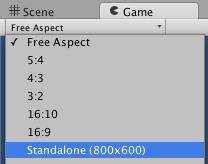 Scene Game
Free Aspect
✓ Free Aspect
5:4
4:3
3:2
16:10
16:9
Standalone (800x600)